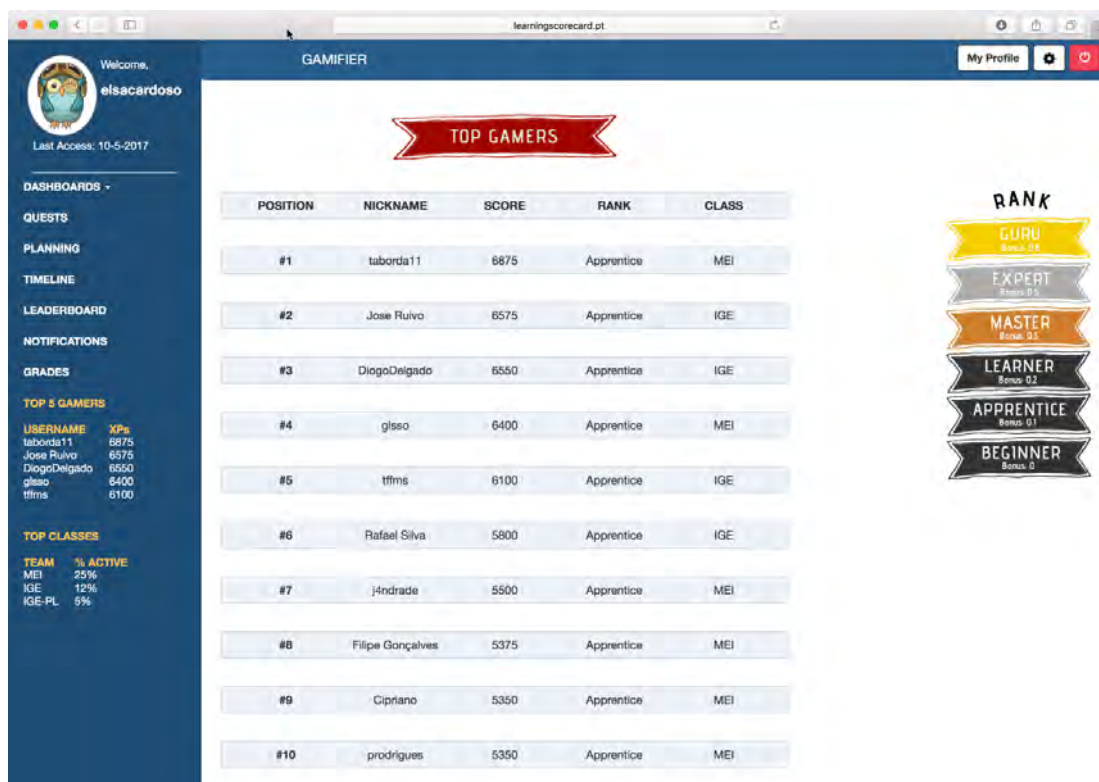 learningscorecard.pt
Welcome,
elsacardoso
Last Access: 10-5-2017
GAMIFIER
My Profile
DASHBOARDS
QUESTS
PLANNING
TIMELINE
LEADERBOARD
NOTIFICATIONS
GRADES
TOP 5 GAMERS
USERNAME XPs
taborda11 6875
Jose Ruivo 6575
DiogoDelgado 6550
glsso 6400
tffms 6100
TOP CLASSES
TEAM % ACTIVE
MEI 25%
IGE 12%
IGE-PL 5%
TOP GAMERS
POSITION NICKNAME SCORE RANK CLASS
#1 taborda11 6875 Apprentice MEI
#2 Jose Ruivo 6575 Apprentice IGE
#3 DiogoDelgado 6550 Apprentice IGE
#4 glsso 6400 Apprentice MEI
#5 tffms 6100 Apprentice IGE
#6 Rafael Silva 5800 Apprentice IGE
#7 j4ndrade 5500 Apprentice MEI
#8 Filipe Gonçalves 5375 Apprentice MEI
#9 Cipriano 5350 Apprentice MEI
#10 prodrigues 5350 Apprentice MEI
RANK
GURU
EXPERT
MASTER
LEARNER
Bonus 0.2
APPRENTICE
Bonus 0.1
BEGINNER
Bonus 0